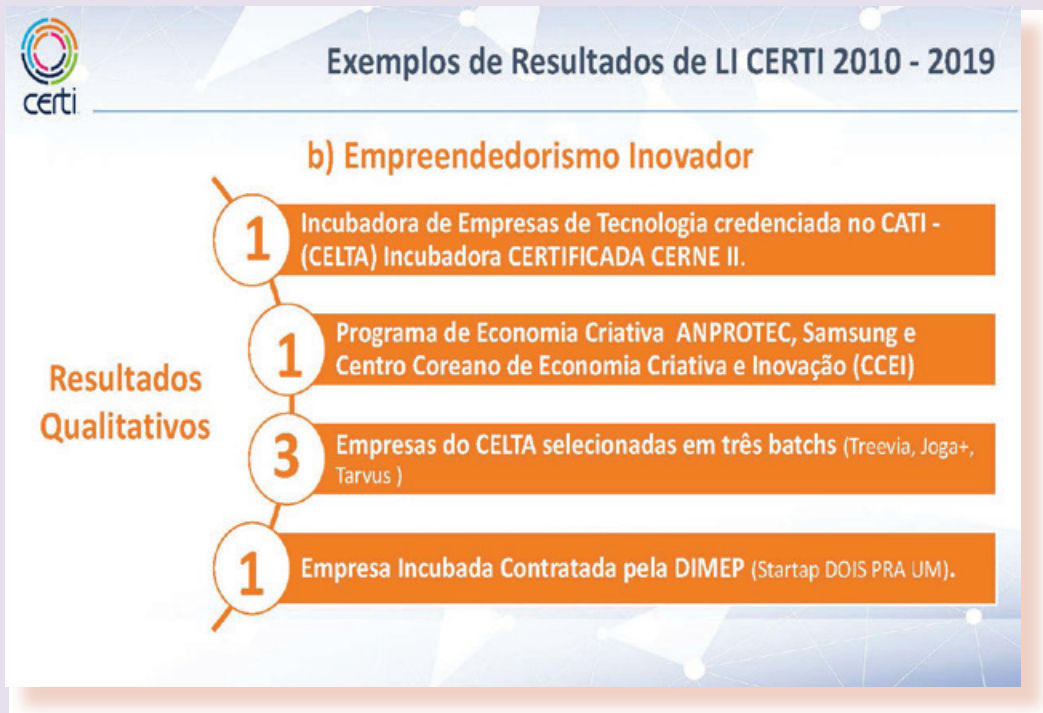 certi
Exemplos de Resultados de LI CERTI 2010 - 2019
b) Empreendedorismo Inovador
Resultados
Qualitativos
1
Incubadora de Empresas de Tecnologia credenciada no CATI -
(CELTA) Incubadora CERTIFICADA CERNE II.
1
Programa de Economia Criativa ANPROTEC, Samsung e
Centro Coreano de Economia Criativa e Inovação (CCEI)
3
Empresas do CELTA selecionadas em três batchs (Treevia, Joga+,
Tarvus )
1
Empresa Incubada Contratada pela DIMEP (Startap DOIS PRA UM).